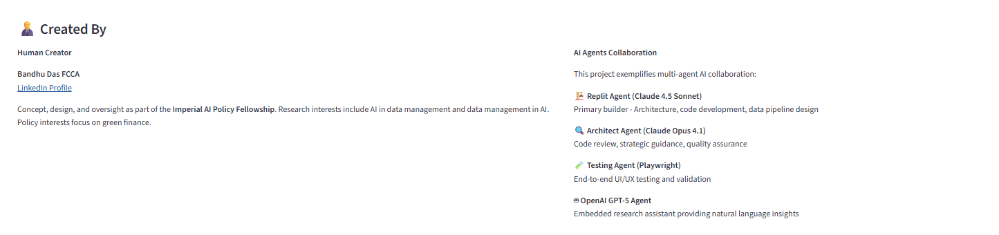 Created By
Human Creator
Bandhu Das FCCA
LinkedIn Profile
Concept, design, and oversight as part of the Imperial AI Policy Fellowship. Research interests include AI in data management and data management in AI.
Policy interests focus on green finance.
AI Agents Collaboration
This project exemplifies multi-agent AI collaboration:
Replit Agent (Claude 4.5 Sonnet)
Primary builder - Architecture, code development, data pipeline design
Architect Agent (Claude Opus 4.1)
Code review, strategic guidance, quality assurance
Testing Agent (Playwright)
End-to-end UI/UX testing and validation
OpenAI GPT-5 Agent
Embedded research assistant providing natural language insights